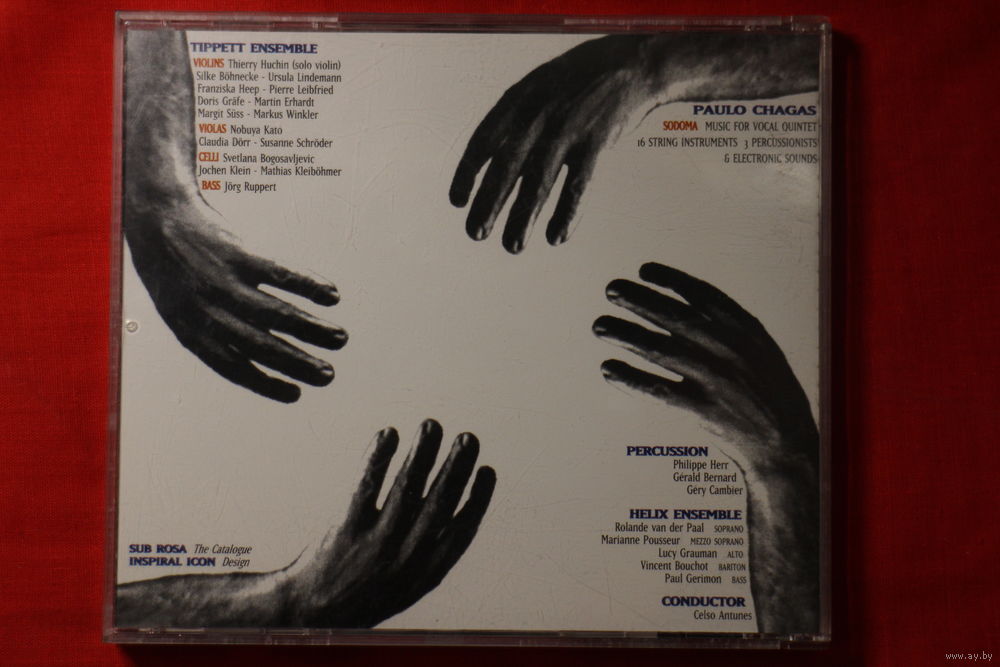 TIPPETT ENSEMBLE
VIOLINS Thierry Huchin (solo violin)
Silke Böhnecke - Ursula Lindemann
Franziska Heep - Pierre Leibfried
Doris Gräfe - Martin Erhardt
Margit Süss - Markus Winkler
VIOLAS Nobuya Kato
Claudia Dörr - Susanne Schröder
CELLI Svetlana Bogosavljevic
Jochen Klein - Mathias Kleiböhmer
BASS Jörg Ruppert
PAULO CHAGAS
SODOMA MUSIC FOR VOCAL QUINTET
16 STRING INSTRUMENTS 3 PERCUSSIONISTS
& ELECTRONIC SOUNDS
PERCUSSION
Philippe Herr
Gérald Bernard
Géry Cambier
HELIX ENSEMBLE
Rolande van der Paal SOPRANO
Marianne Pousseur MEZZO SOPRANO
Lucy Grauman ALTO
Vincent Bouchot BARITON
Paul Gerimon BASS
CONDUCTOR
Celso Antunes
SUB ROSA The Catalogue
INSPIRAL ICON Design
www.ay.by